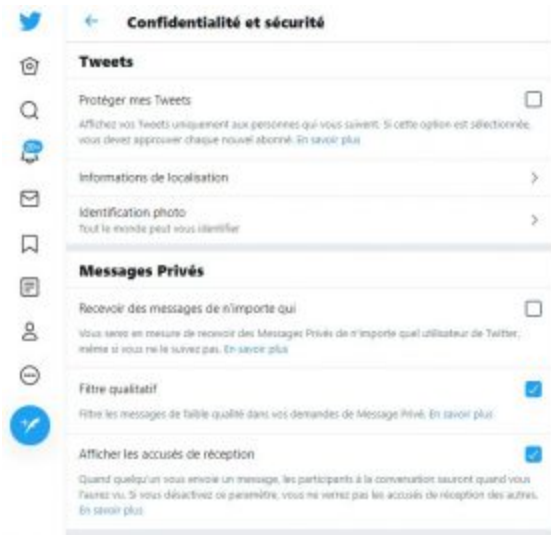 Confidentialité et sécurité
Tweets
Protéger mes Tweets
Affichez vos Tweets uniquement aux personnes qui vous suivent. Si cette option est sélectionnée,
vous devez approuver chaque nouvel abonné. En savoir plus
Informations de localisation
Identification photo
Tout le monde peut vous identifier
Messages Privés
Recevoir des messages de n'importe qui
Vous serez en mesure de recevoir des Messages Privés de n'importe quel utilisateur de Twitter,
même si vous ne le suivez pas. En savoir plus
Filtre qualitatif
Filtre les messages de faible qualité dans vos demandes de Message Privé. En savoir plus
Afficher les accusés de réception
Quand quelqu'un vous envoie un message, les participants à la conversation sauront quand vous
l'aurez vu. Si vous désactivez ce paramètre, vous ne verrez pas les accusés de réception des autres.
En savoir plus